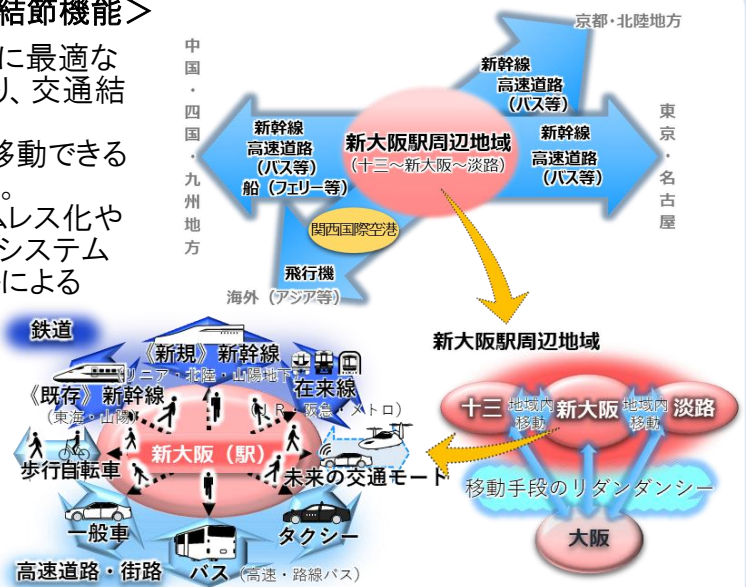 結節機能＞
に最適な
り、交通結
移動できる
。
ムレス化や
システム
による
京都・北陸地方
新幹線
高速道路
（バス等）
中国・四国・九州地方
新幹線
高速道路
（バス等）
船（フェリー等）
新大阪駅周辺地域
（十三～新大阪～淡路）
新幹線
高速道路
（バス等）
東京・名古屋
関西国際空港
飛行機
海外（アジア等）
新大阪駅周辺地域
十三
地域内
移動
新大阪
地域内
移動
淡路
移動手段のリダンダンシー
大阪
鉄道
《新規》新幹線
（リニア・北陸・山陽地下）
《既存》新幹線
（東海・山陽）
在来線
（ＪＲ・阪急・メトロ）
新大阪（駅）
歩行自転車
未来の交通モード
一般車
タクシー
高速道路・街路
バス（高速・路線バス）